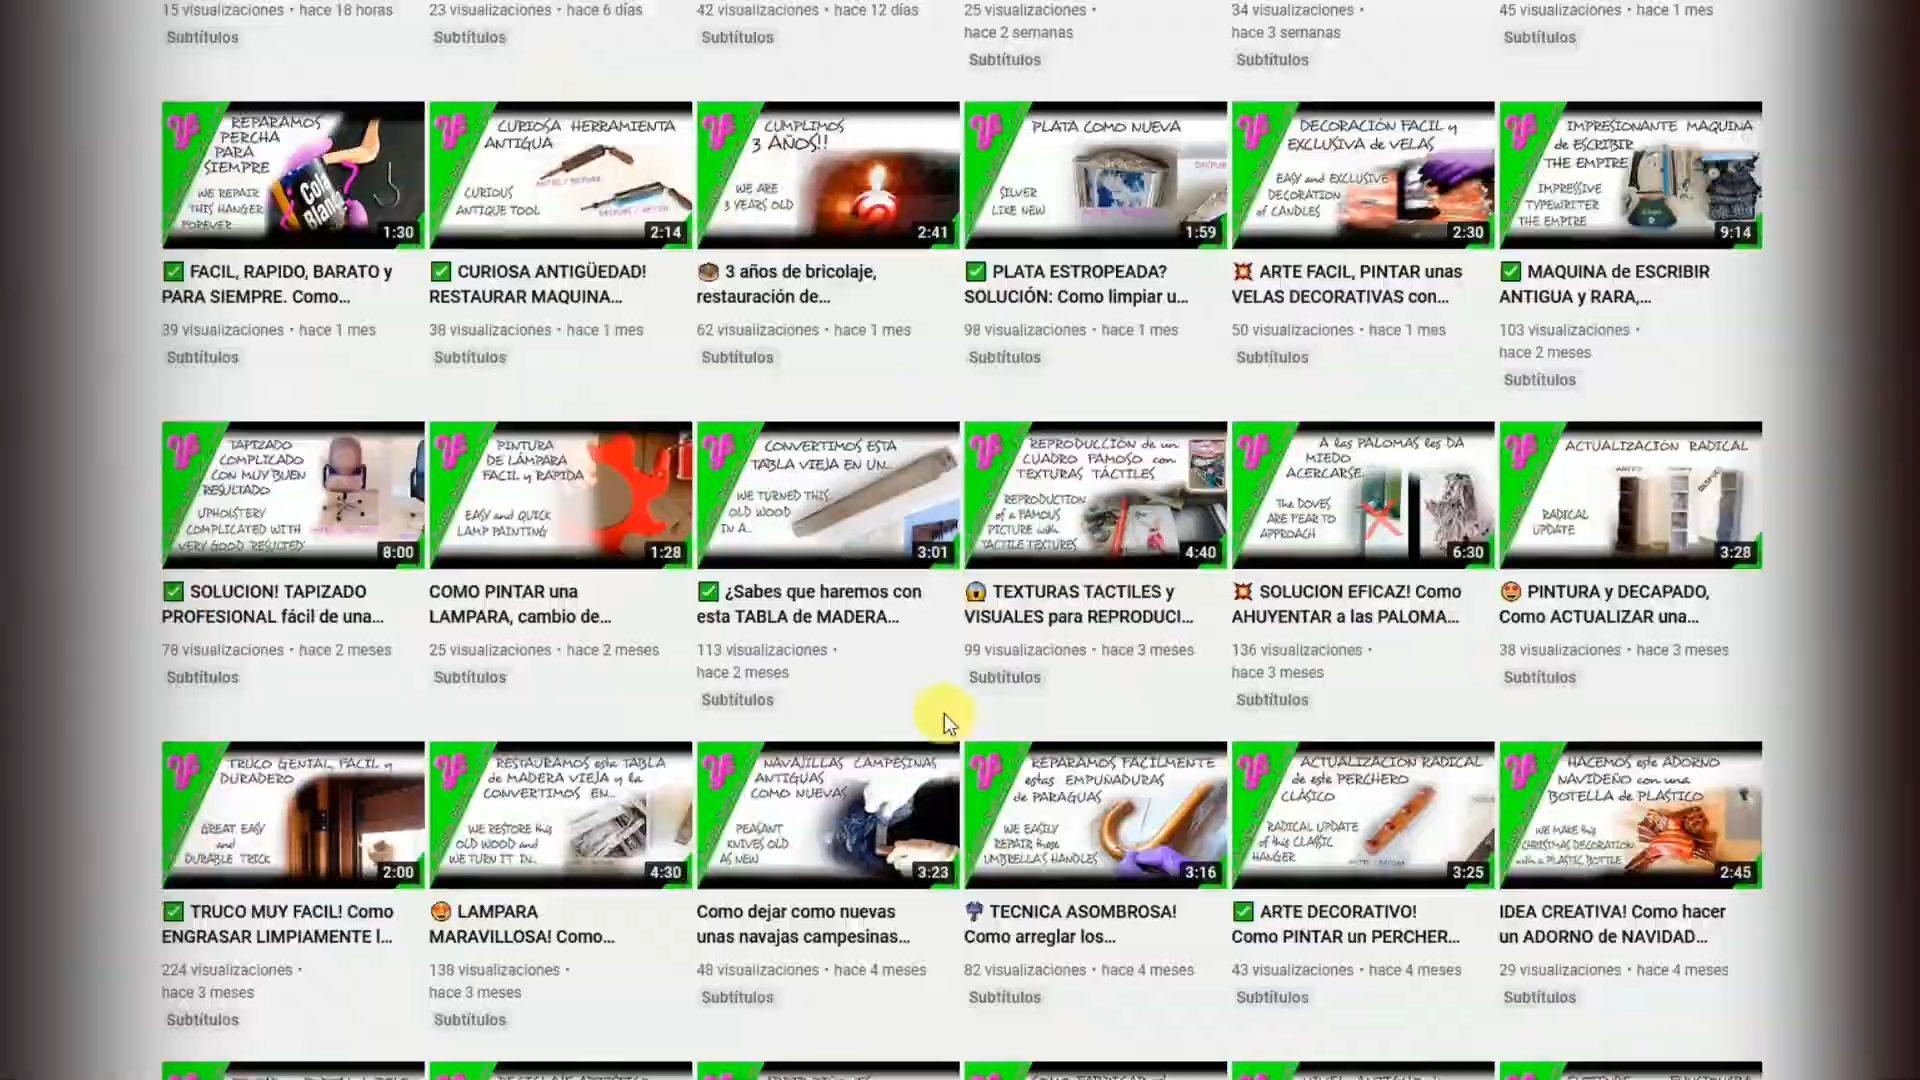 15 visualizaciones • hace 18 horas
Subtítulos
23 visualizaciones • hace 6 días
Subtítulos
42 visualizaciones • hace 12 días
Subtítulos
25 visualizaciones •
hace 2 semanas
Subtítulos
34 visualizaciones •
hace 3 semanas
Subtítulos
45 visualizaciones • hace 1 mes
Subtítulos
REPARAMOS
PERCHA
PARA
SIEMPRE
WE REPAIR
THIS HANGER
FOREVER
1:30
✅ FACIL, RAPIDO, BARATO y
PARA SIEMPRE. Como...
39 visualizaciones • hace 1 mes
Subtítulos
CURIOSA HERRAMIENTA
ANTIGUA
CURIOUS
ANTIQUE TOOL
2:14
✅ CURIOSA ANTIGÜEDAD!
RESTAURAR MAQUINA...
38 visualizaciones • hace 1 mes
Subtítulos
CUMPLIMOS
3 AÑOS!!
WE ARE
3 YEARS OLD
2:41
3 años de bricolaje,
restauración de...
62 visualizaciones • hace 1 mes
Subtítulos
PLATA COMO NUEVA
SILVER
LIKE NEW
1:59
✅ PLATA ESTROPEADA?
SOLUCIÓN: Como limpiar u...
98 visualizaciones • hace 1 mes
Subtítulos
DECORACIÓN FACIL y
EXCLUSIVA de VELAS
EASY and EXCLUSIVE
DECORATION
of CANDLES
2:30
💥 ARTE FACIL, PINTAR unas
VELAS DECORATIVAS con...
50 visualizaciones • hace 1 mes
Subtítulos
IMPRESIONANTE MAQUINA
de ESCRIBIR
THE EMPIRE
IMPRESSIVE
TYPEWRITER
THE EMPIRE
9:14
✅ MAQUINA de ESCRIBIR
ANTIGUA y RARA,...
103 visualizaciones •
hace 2 meses
Subtítulos
TAPIZADO
COMPLICADO
CON MUY BUEN
RESULTADO
UPHOLSTERY
COMPLICATED WITH
VERY GOOD RESULTED
8:00
✅ SOLUCION! TAPIZADO
PROFESIONAL fácil de una...
78 visualizaciones • hace 2 meses
Subtítulos
PINTURA
DE LÁMPARA
FACIL y RAPIDA
EASY and QUICK
LAMP PAINTING
1:28
COMO PINTAR una
LAMPARA, cambio de...
25 visualizaciones • hace 2 meses
Subtítulos
CONVERTIMOS ESTA
TABLA VIEJA EN UN...
WE TURNED THIS
OLD WOOD
IN A...
3:01
✅ ¿Sabes que haremos con
esta TABLA de MADERA...
113 visualizaciones •
hace 2 meses
Subtítulos
REPRODUCCIÓN de un
CUADRO FAMOSO con
TEXTURAS TÁCTILES
REPRODUCTION
of a FAMOUS
PICTURE with
TACTILE TEXTURES
4:40
😱 TEXTURAS TACTILES y
VISUALES para REPRODUCI...
99 visualizaciones • hace 3 meses
Subtítulos
A las PALOMAS les DA
MIEDO
ACERCARSE
The DOVES
ARE FEAR TO
APPROACH
6:30
💥 SOLUCION EFICAZ! Como
AHUYENTAR a las PALOMA...
136 visualizaciones •
hace 3 meses
Subtítulos
ACTUALIZACIÓN RADICAL
RADICAL
UPDATE
3:28
🤩 PINTURA y DECAPADO,
Como ACTUALIZAR una...
38 visualizaciones • hace 3 meses
Subtítulos
TRUCO GENIAL, FACIL y
DURADERO
GREAT EASY
and
DURABLE TRICK
2:00
✅ TRUCO MUY FACIL! Como
ENGRASAR LIMPIAMENTE l...
224 visualizaciones •
hace 3 meses
Subtítulos
RESTAURAMOS esta TABLA
de MADERA VIEJA y la
CONVERTIMOS EN...
WE RESTORE this
OLD WOOD and
WE TURN IT IN...
4:30
🤩 LAMPARA
MARAVILLOSA! Como...
138 visualizaciones •
hace 3 meses
Subtítulos
NAVAJILLAS CAMPESINAS
ANTIGUAS
COMO NUEVAS
PEASANT
KNIVES OLD
AS NEW
3:23
Como dejar como nuevas
unas navajas campesinas...
48 visualizaciones • hace 4 meses
Subtítulos
REPARAMOS FÁCILMENTE
estas EMPUÑADURAS
de PARAGUAS
WE EASILY
REPAIR these
UMBRELLAS HANDLES
3:16
TECNICA ASOMBROSA!
Como arreglar los...
82 visualizaciones • hace 4 meses
Subtítulos
ACTUALIZACIÓN RADICAL
de este PERCHERO
CLÁSICO
RADICAL UPDATE
of this CLASSIC
HANGER
3:25
✅ ARTE DECORATIVO!
Como PINTAR un PERCHER...
43 visualizaciones • hace 4 meses
Subtítulos
HACEMOS este ADORNO
NAVIDEÑO con una
BOTELLA de PLASTICO
WE MAKE this
CHRISTMAS DECORATION
with a PLASTIC BOTTLE
2:45
IDEA CREATIVA! Como hacer
un ADORNO de NAVIDAD...
29 visualizaciones • hace 4 meses
Subtítulos